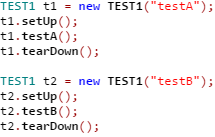 TEST1 t1 = new TEST1("testA");
t1.setUp();
t1.testA();
t1.tearDown();
TEST1 t2 = new TEST1("testB");
t2.setUp();
t2.testB();
t2.tearDown();